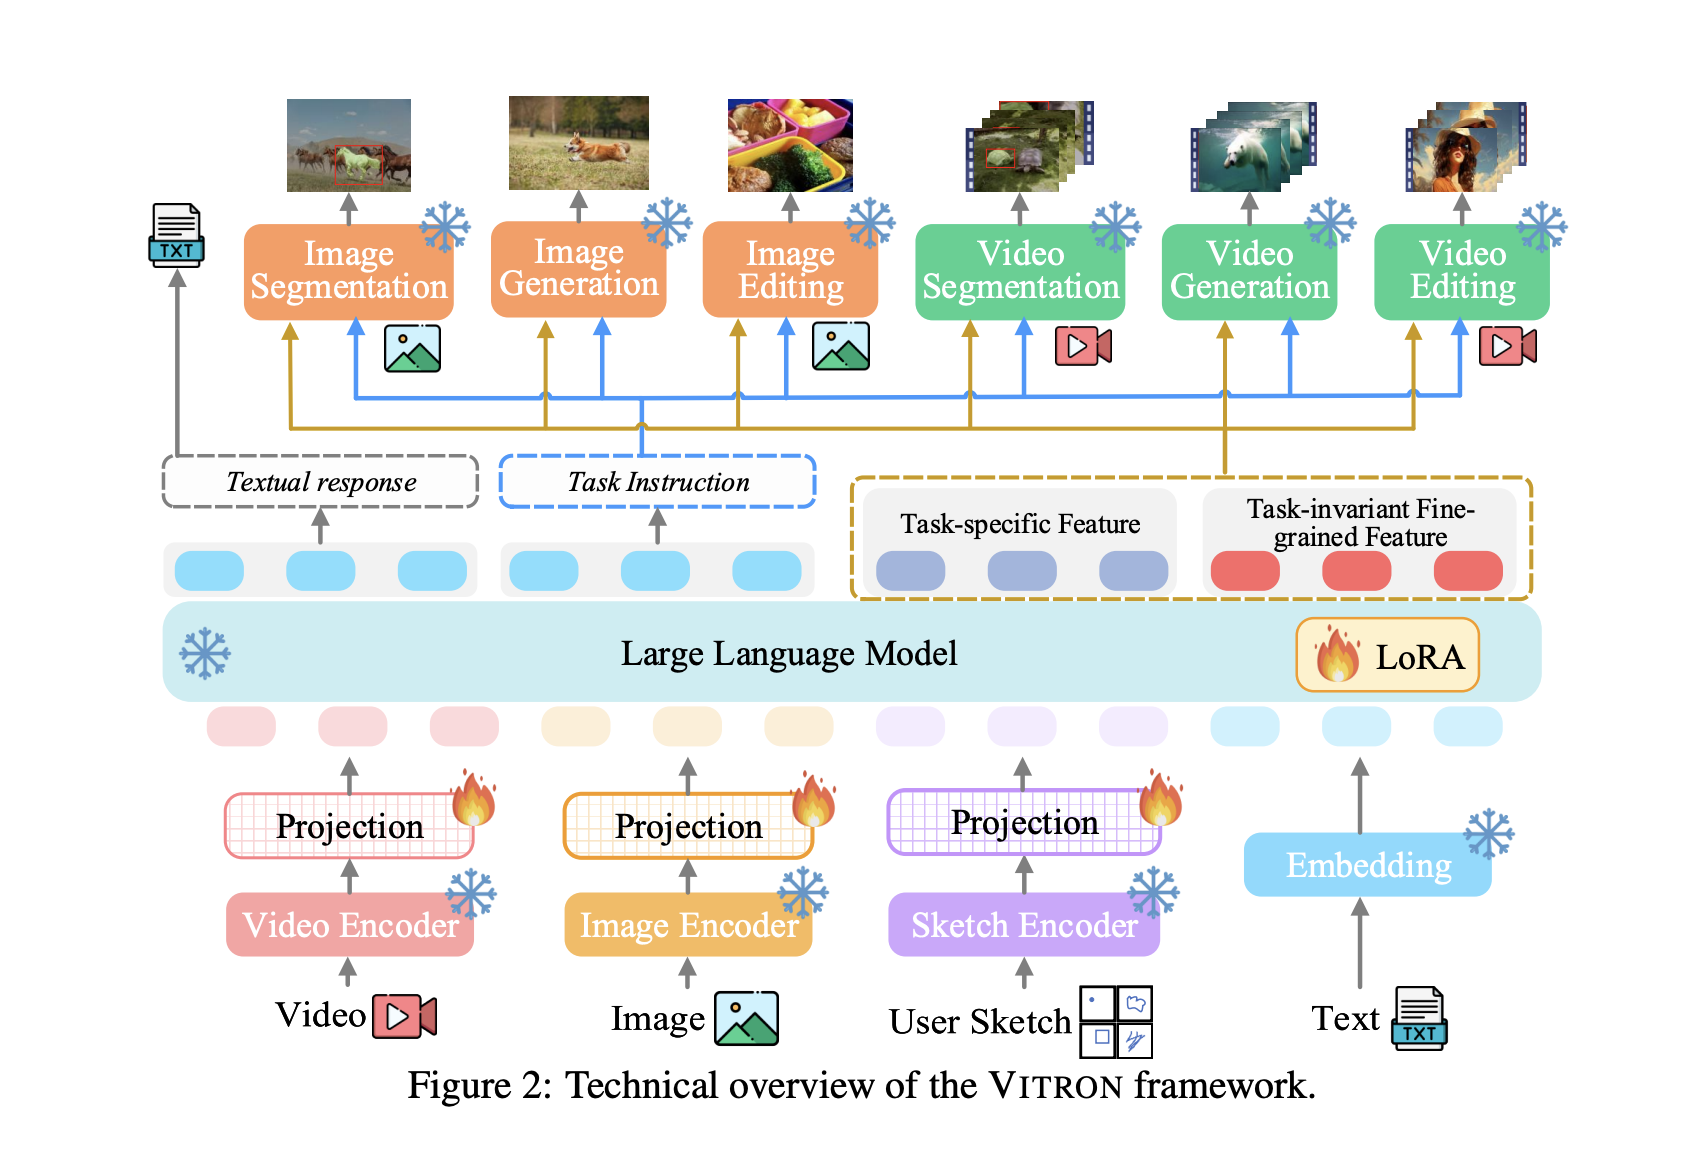 TXT
Image
Segmentation
Image
Generation
Image
Editing
Video
Segmentation
Video
Generation
Video
Editing
Textual response
Task Instruction
Task-specific Feature
Task-invariant Fine-
grained Feature
Large Language Model
LoRA
Projection
Projection
Projection
Embedding
Video Encoder
Image Encoder
Sketch Encoder
Video
Image
User Sketch
Text
TXT
Figure 2: Technical overview of the VITRON framework.